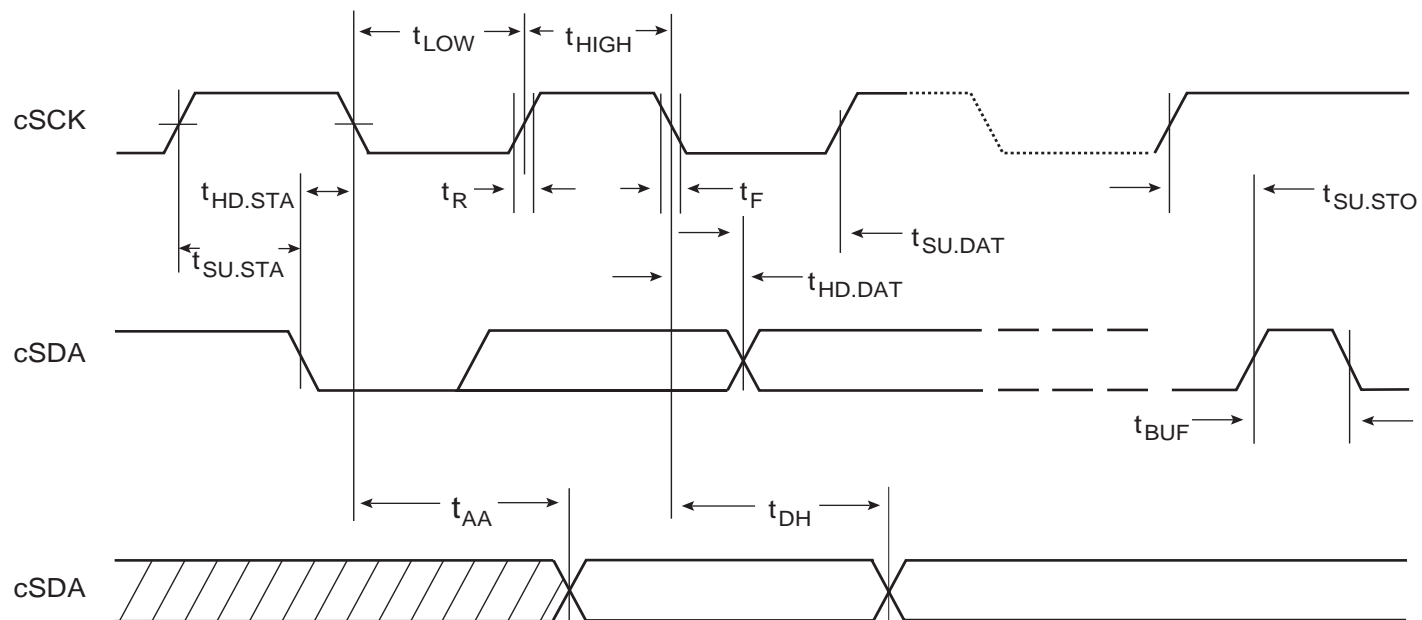 tLOW
tHIGH
cSCK
tHD.STA
tR
tF
tSU.STO
tSU.STA
tSU.DAT
tHD.DAT
cSDA
tBUF
tAA
tDH
cSDA